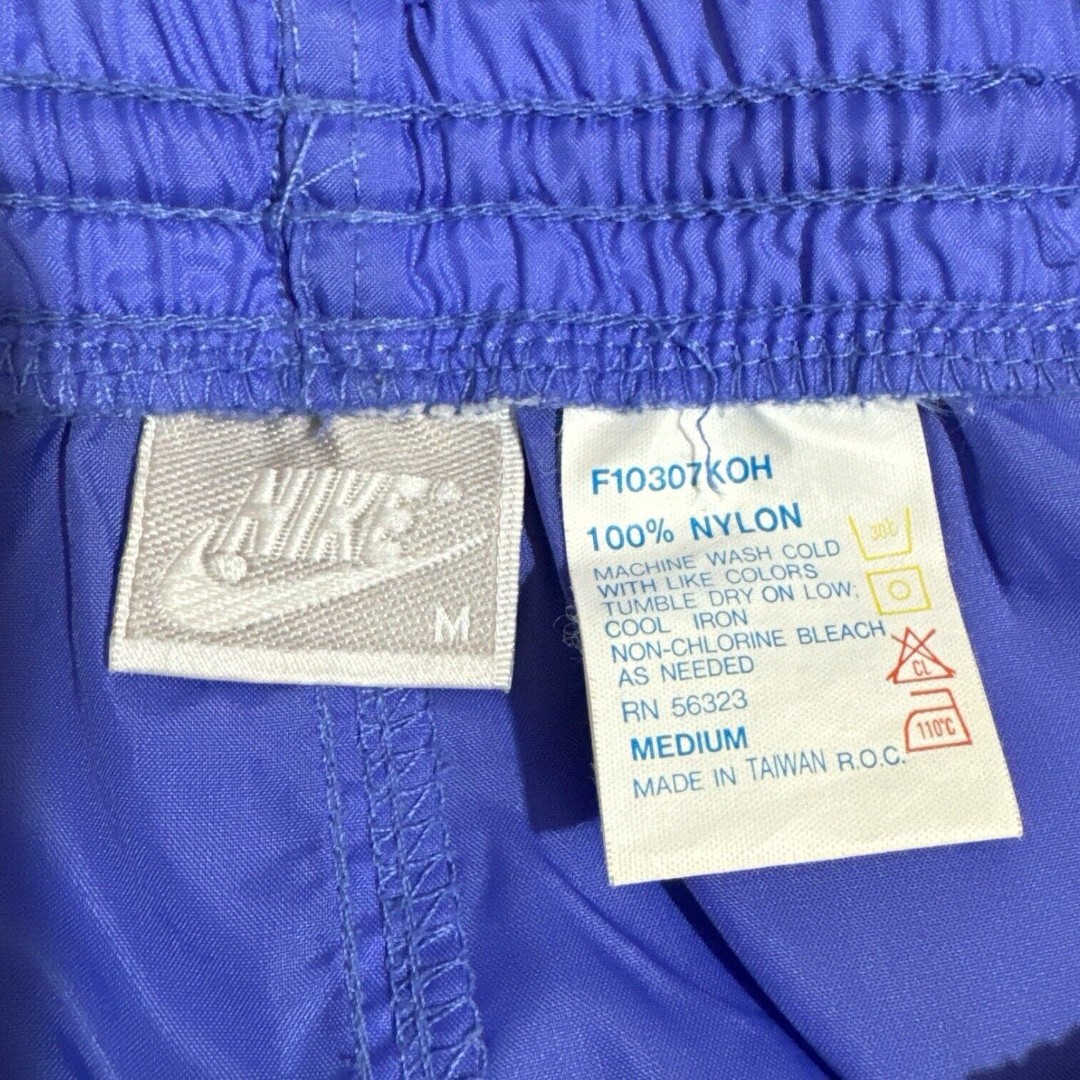 NIKE®
M
F10307KOH
100% NYLON
MACHINE WASH COLD
WITH LIKE COLORS
TUMBLE DRY ON LOW;
COOL IRON
NON-CHLORINE BLEACH
AS NEEDED
RN 56323
MEDIUM
MADE IN TAIWAN R.O.C.
30°C
CL
110°C